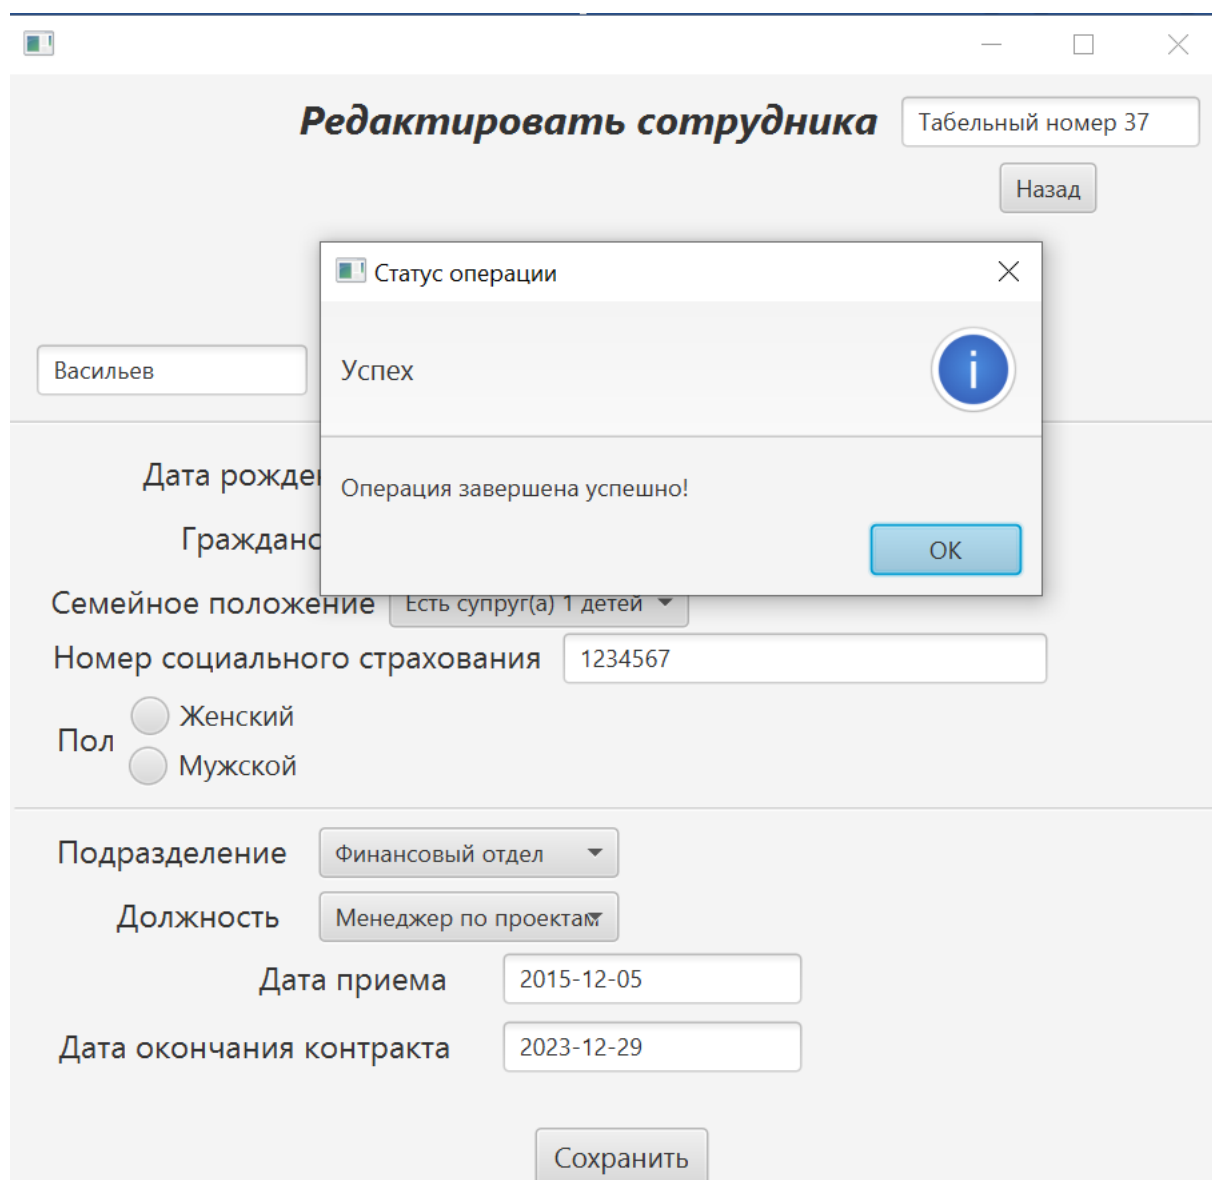 Редактировать сотрудника
Табельный номер 37
Назад
Статус операции
Васильев
Успех
Операция завершена успешно!
OK
Дата
Семейное положение
Есть супруг(а) 1 детей
Номер социального страхования
1234567
Пол
Женский
Мужской
Подразделение
Финансовый отдел
Должность
Менеджер по проектам
Дата приема
2015-12-05
Дата окончания контракта
2023-12-29
Сохранить